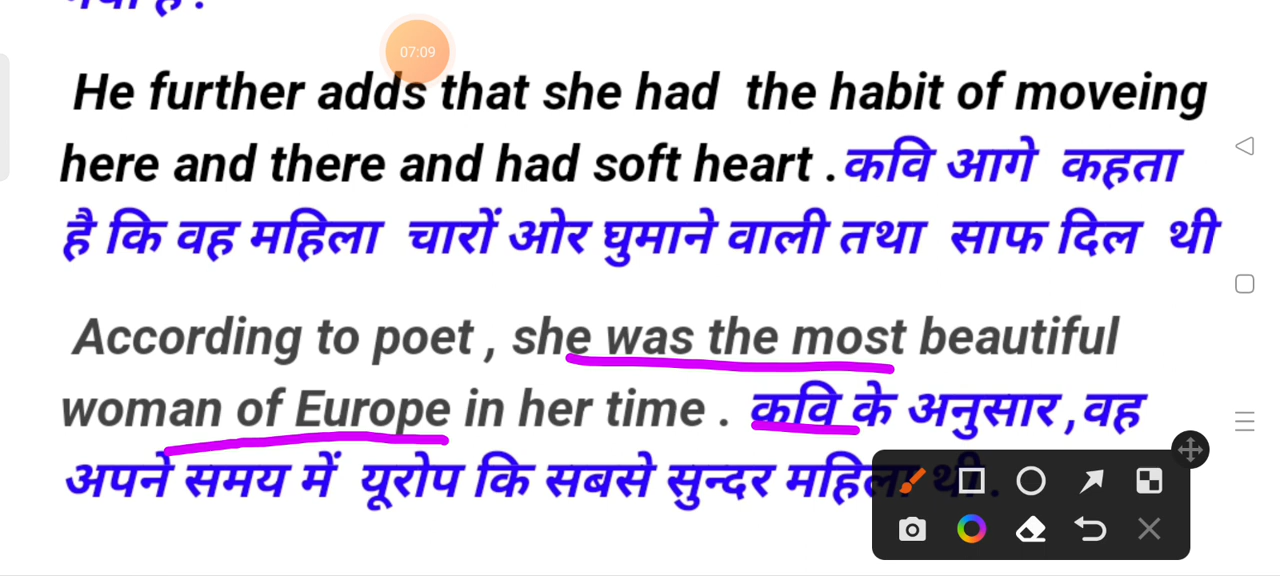 07:09
He further adds that she had the habit of moveing
here and there and had soft heart .कवि आगे कहता
है कि वह महिला चारों ओर घुमाने वाली तथा साफ दिल थी
According to poet , she was the most beautiful
woman of Europe in her time . कवि के अनुसार ,वह
अपने समय में यूरोप कि सबसे सुन्दर महिला थी .